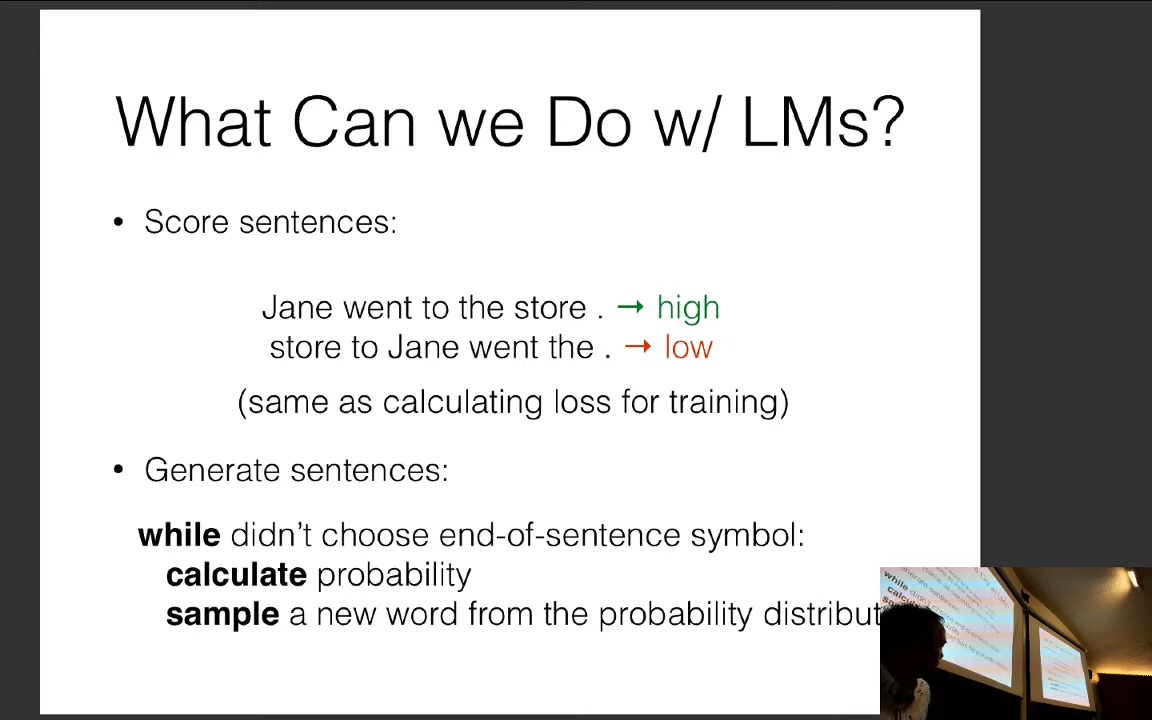 What Can we Do w/ LMs?
• Score sentences:
Jane went to the store . → high
store to Jane went the . → low
(same as calculating loss for training)
• Generate sentences:
while didn't choose end-of-sentence symbol:
calculate probability
sample a new word from the probability distribut
while